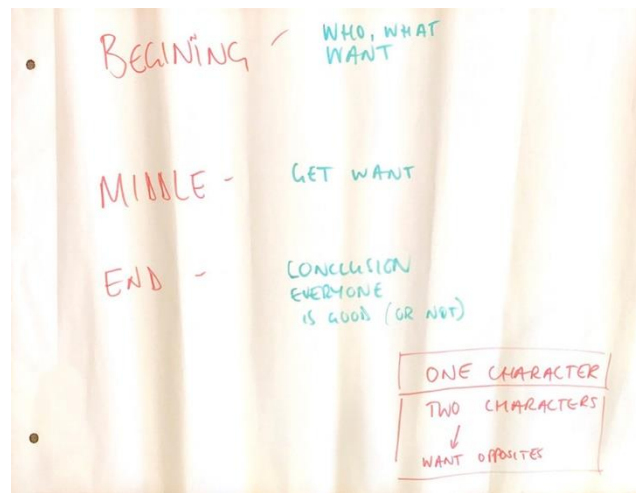 BEGINING - WHO, WHAT
WANT
MIDDLE - GET WANT
END - CONCLUSION
EVERYONE
IS GOOD (OR NOT)
ONE CHARACTER
TWO CHARACTERS
↓
WANT OPPOSITES